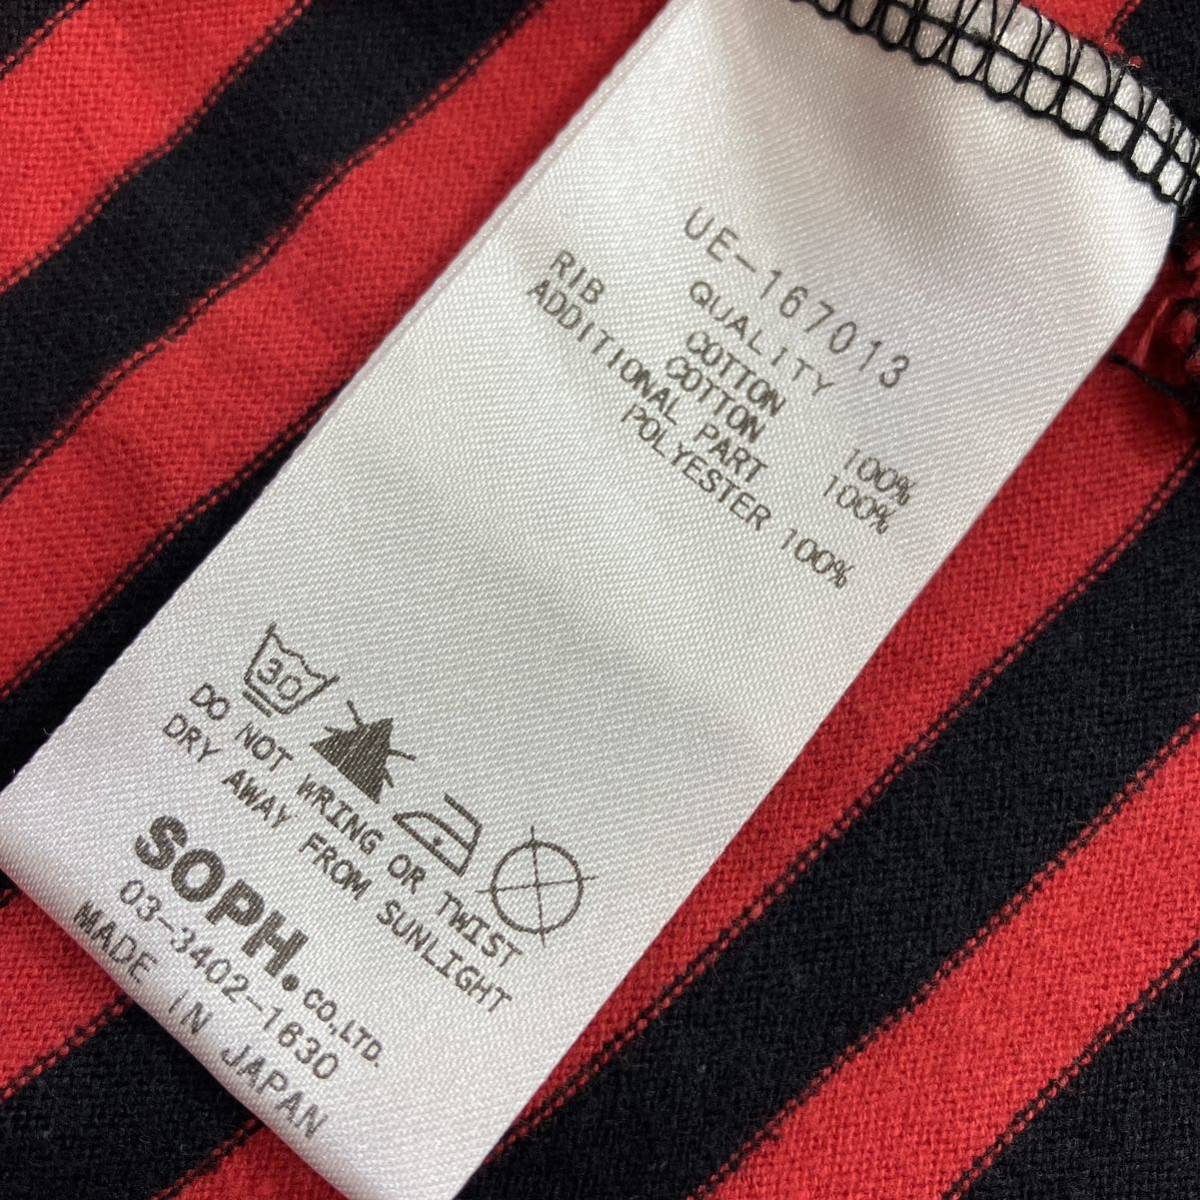 UE-167013
QUALITY
COTTON 100%
RIB COTTON 100%
ADDITIONAL PART
POLYESTER 100%
30
DO NOT WRING OR TWIST
DRY AWAY FROM SUNLIGHT
SOPH.CO.,LTD.
03-3402-1630
MADE IN JAPAN